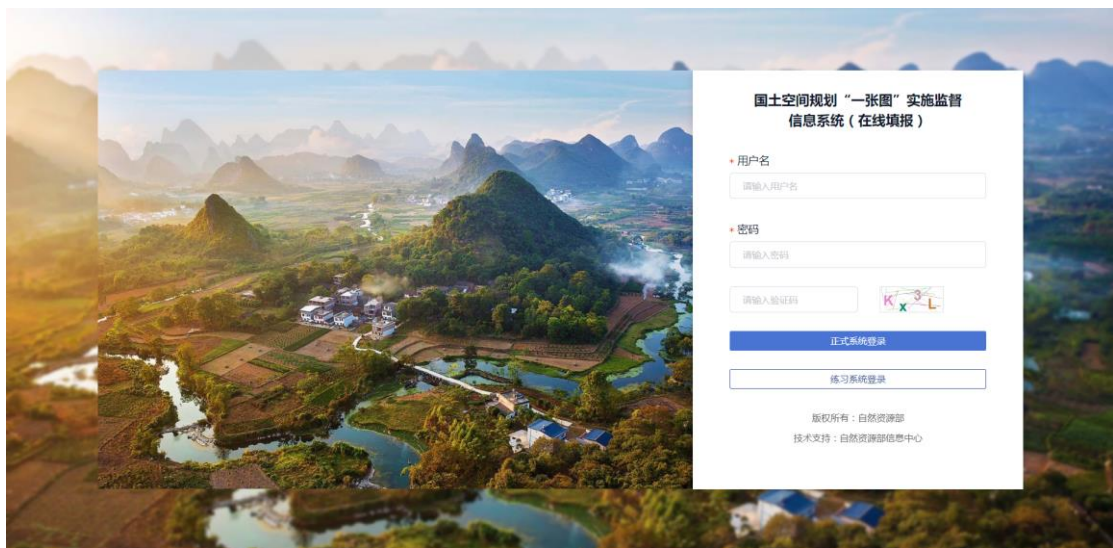 国土空间规划“一张图”实施监督
信息系统（在线填报）
* 用户名
请输入用户名
* 密码
请输入密码
请输入验证码
Kx3L
正式系统登录
练习系统登录
版权所有：自然资源部
技术支持：自然资源部信息中心